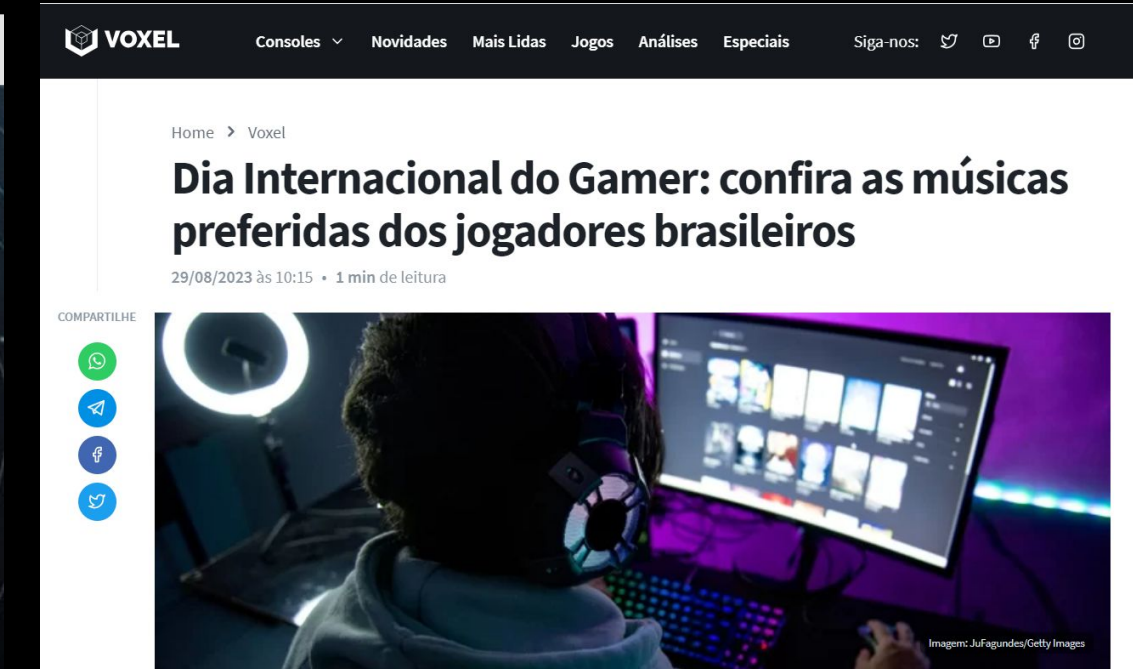 VOXEL
Consoles Novidades Mais Lidas Jogos Análises Especiais Siga-nos:
Home > Voxel
Dia Internacional do Gamer: confira as músicas
preferidas dos jogadores brasileiros
29/08/2023 às 10:15 • 1 min de leitura
COMPARTILHE
Imagem: JuFagundes/Getty Images